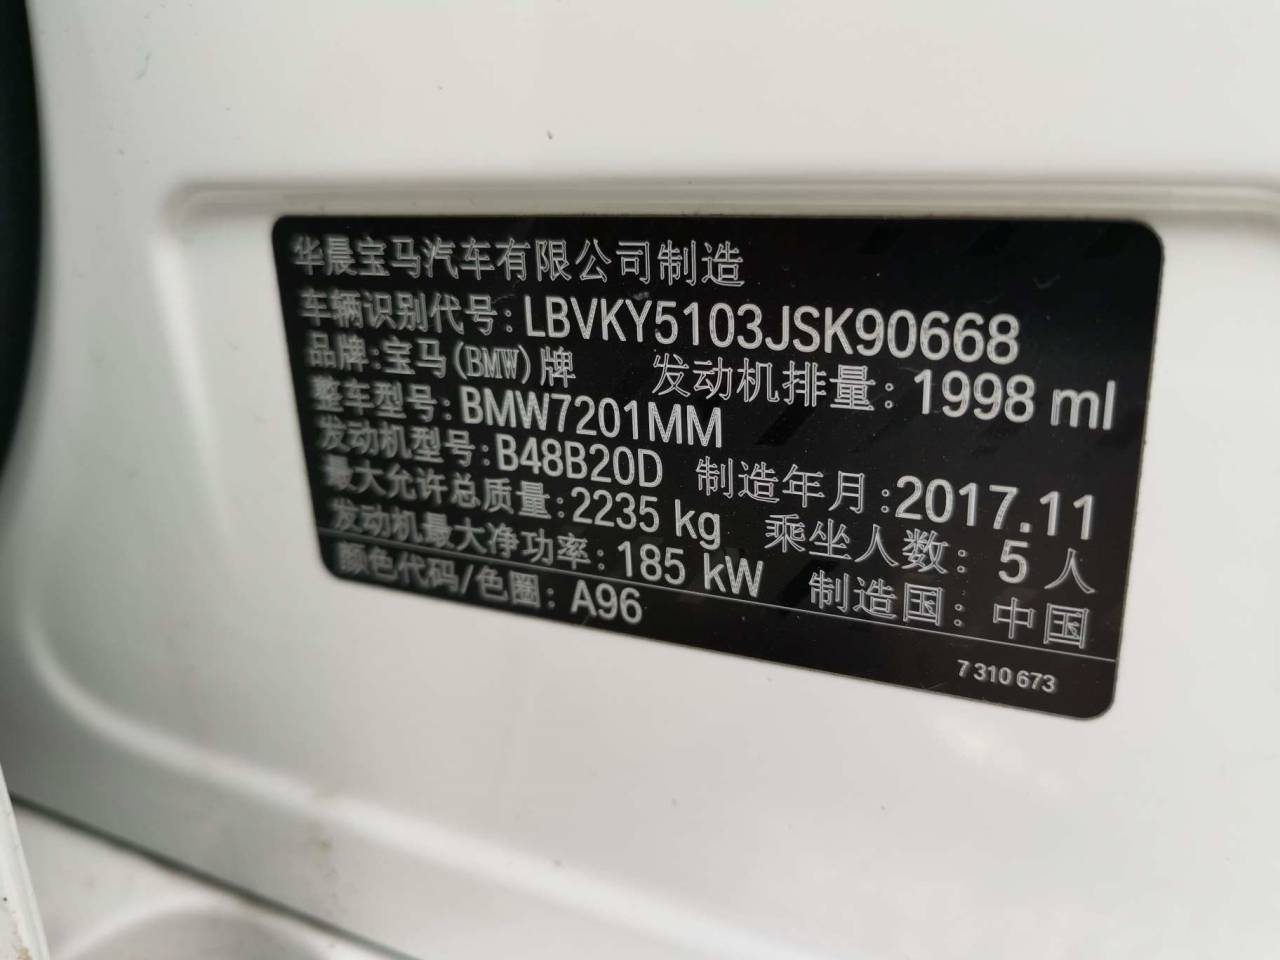 华晨宝马汽车有限公司制造
车辆识别代号: LBVKY5103JSK90668
品牌: 宝马(BMW)牌 发动机排量: 1998 ml
整车型号: BMW7201MM
发动机型号: B48B20D 制造年月: 2017.11
最大允许总质量: 2235 kg 乘坐人数: 5 人
发动机最大净功率: 185 kW 制造国: 中国
颜色代码/色圈: A96
7 310 673